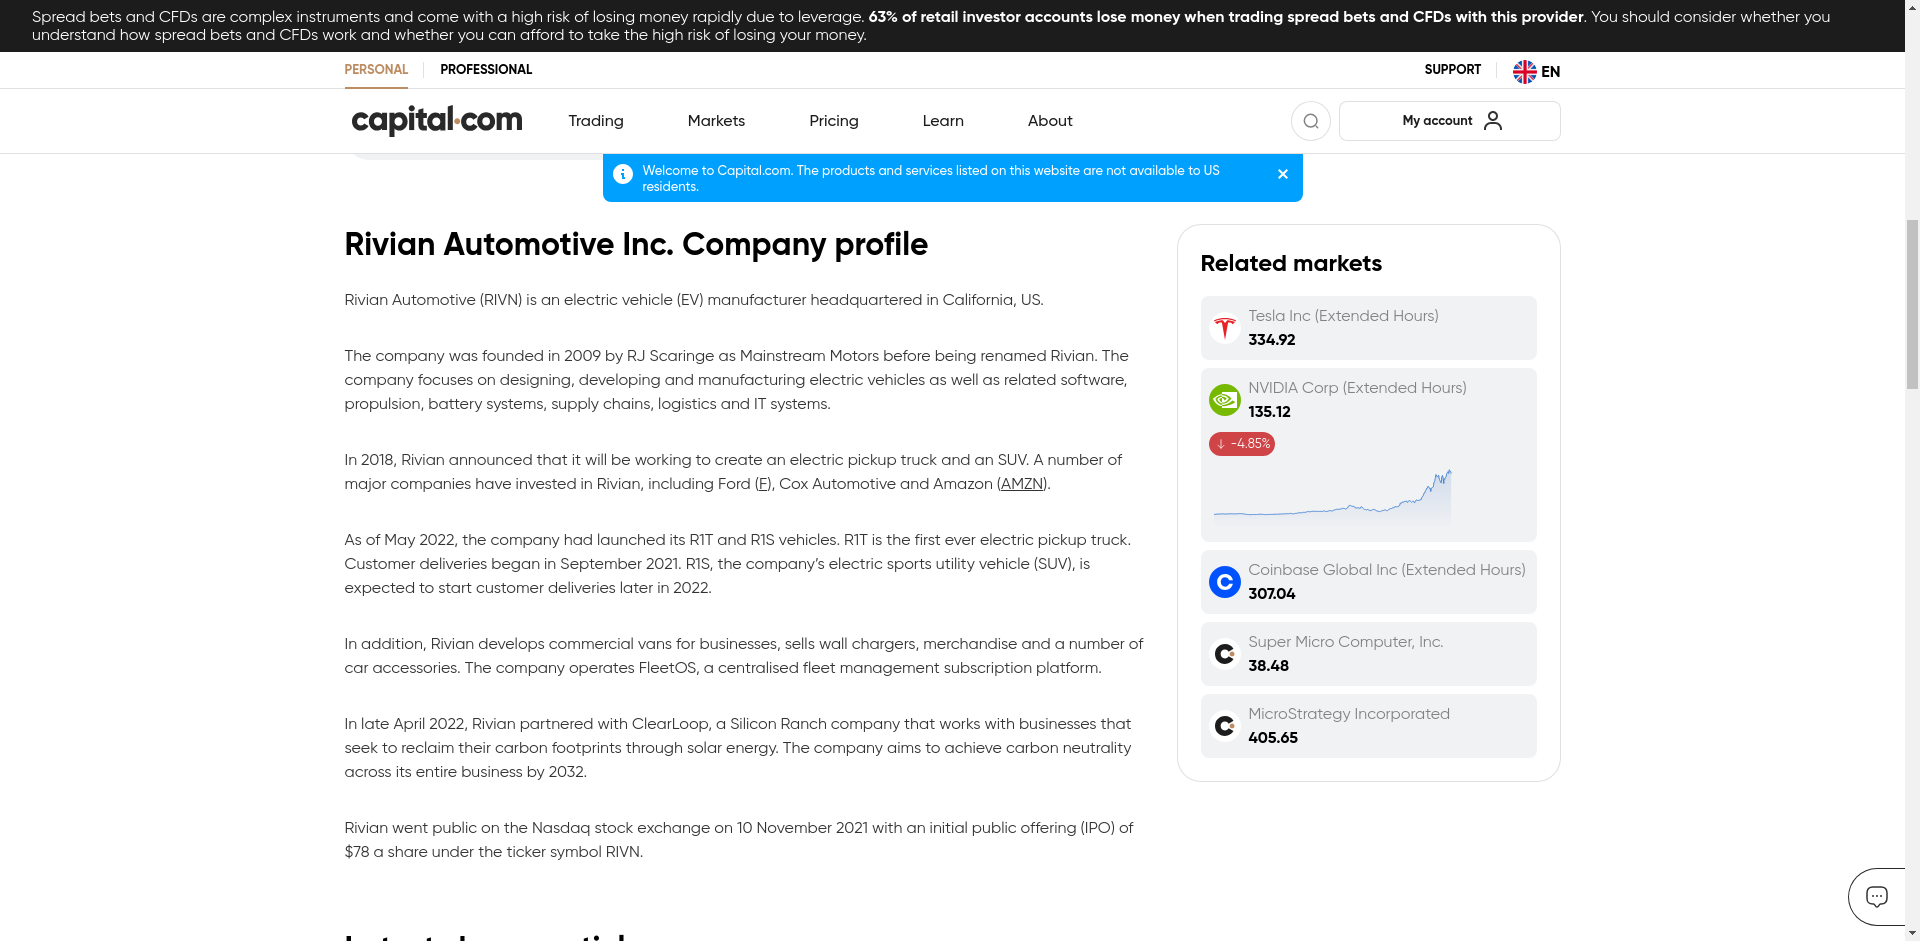 Spread bets and CFDs are complex instruments and come with a high risk of losing money rapidly due to leverage. 63% of retail investor accounts lose money when trading spread bets and CFDs with this provider. You should consider whether you
understand how spread bets and CFDs work and whether you can afford to take the high risk of losing your money.
PERSONAL PROFESSIONAL SUPPORT EN
capital.com Trading Markets Pricing Learn About My account
Welcome to Capital.com. The products and services listed on this website are not available to US
residents.
Rivian Automotive Inc. Company profile
Rivian Automotive (RIVN) is an electric vehicle (EV) manufacturer headquartered in California, US.
The company was founded in 2009 by RJ Scaringe as Mainstream Motors before being renamed Rivian. The
company focuses on designing, developing and manufacturing electric vehicles as well as related software,
propulsion, battery systems, supply chains, logistics and IT systems.
In 2018, Rivian announced that it will be working to create an electric pickup truck and an SUV. A number of
major companies have invested in Rivian, including Ford (F), Cox Automotive and Amazon (AMZN).
As of May 2022, the company had launched its R1T and R1S vehicles. R1T is the first ever electric pickup truck.
Customer deliveries began in September 2021. R1S, the company’s electric sports utility vehicle (SUV), is
expected to start customer deliveries later in 2022.
In addition, Rivian develops commercial vans for businesses, sells wall chargers, merchandise and a number of
car accessories. The company operates FleetOS, a centralised fleet management subscription platform.
In late April 2022, Rivian partnered with ClearLoop, a Silicon Ranch company that works with businesses that
seek to reclaim their carbon footprints through solar energy. The company aims to achieve carbon neutrality
across its entire business by 2032.
Rivian went public on the Nasdaq stock exchange on 10 November 2021 with an initial public offering (IPO) of
$78 a share under the ticker symbol RIVN.
Related markets
Tesla Inc (Extended Hours)
334.92
NVIDIA Corp (Extended Hours)
135.12
↓ -4.85%
Coinbase Global Inc (Extended Hours)
307.04
Super Micro Computer, Inc.
38.48
MicroStrategy Incorporated
405.65